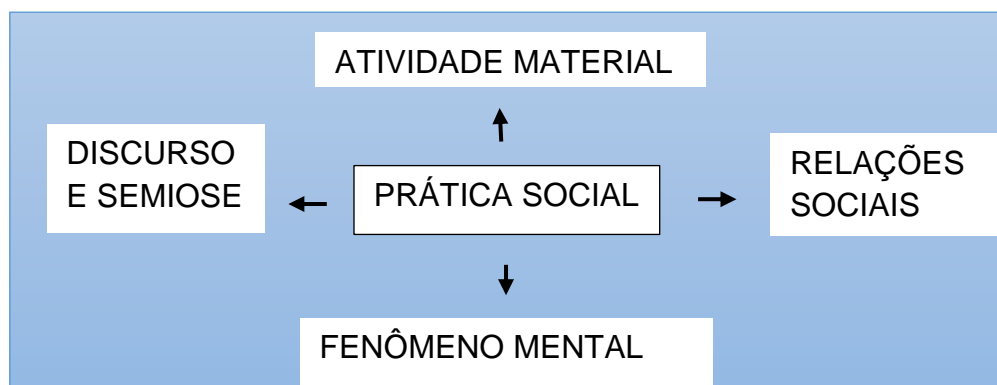 ATIVIDADE MATERIAL
DISCURSO
E SEMIOSE
PRÁTICA SOCIAL
RELAÇÕES
SOCIAIS
FENÔMENO MENTAL